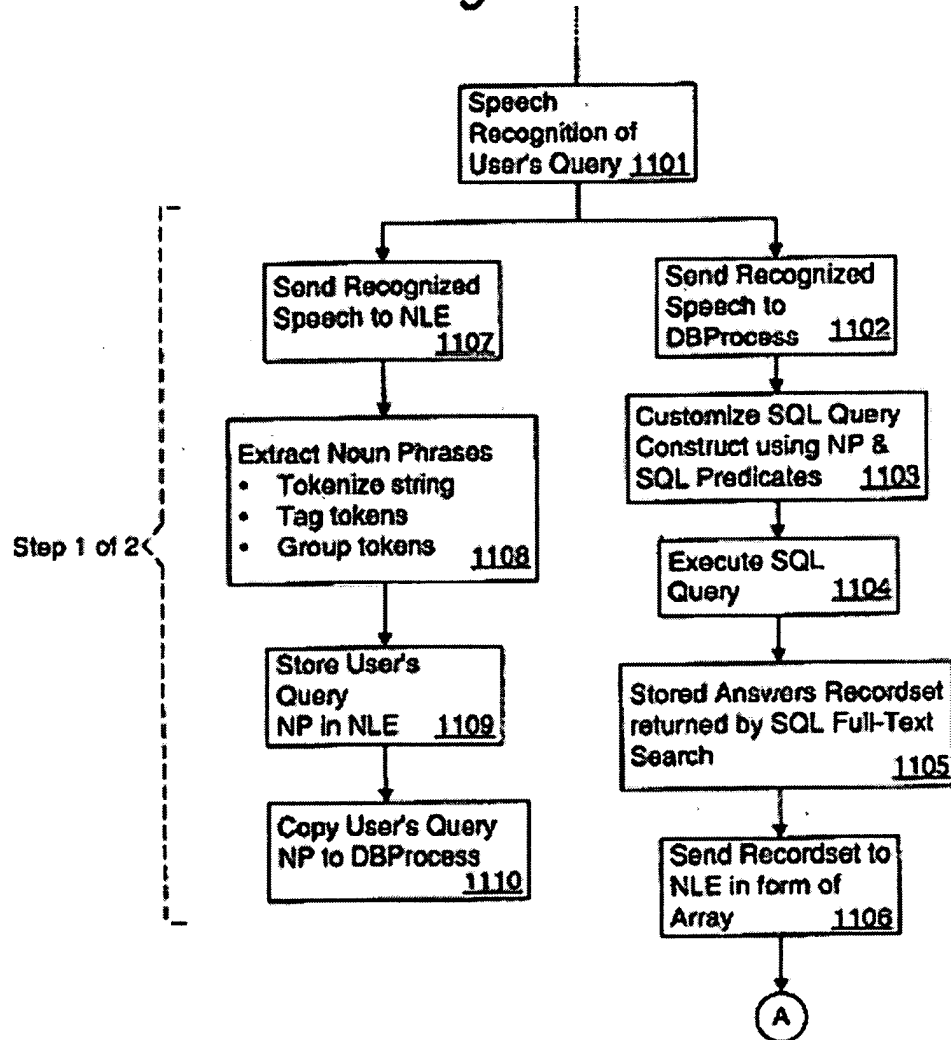 Speech
Recognition of
User's Query 1101
Send Recognized
Speech to NLE
1107
Send Recognized
Speech to
DBProcess 1102
Extract Noun Phrases
• Tokenize string
• Tag tokens
• Group tokens 1108
Customize SQL Query
Construct using NP &
SQL Predicates 1103
Step 1 of 2
Execute SQL
Query 1104
Store User's
Query
NP in NLE 1109
Stored Answers Recordset
returned by SQL Full-Text
Search
1105
Copy User's Query
NP to DBProcess
1110
Send Recordset to
NLE in form of
Array 1106
A